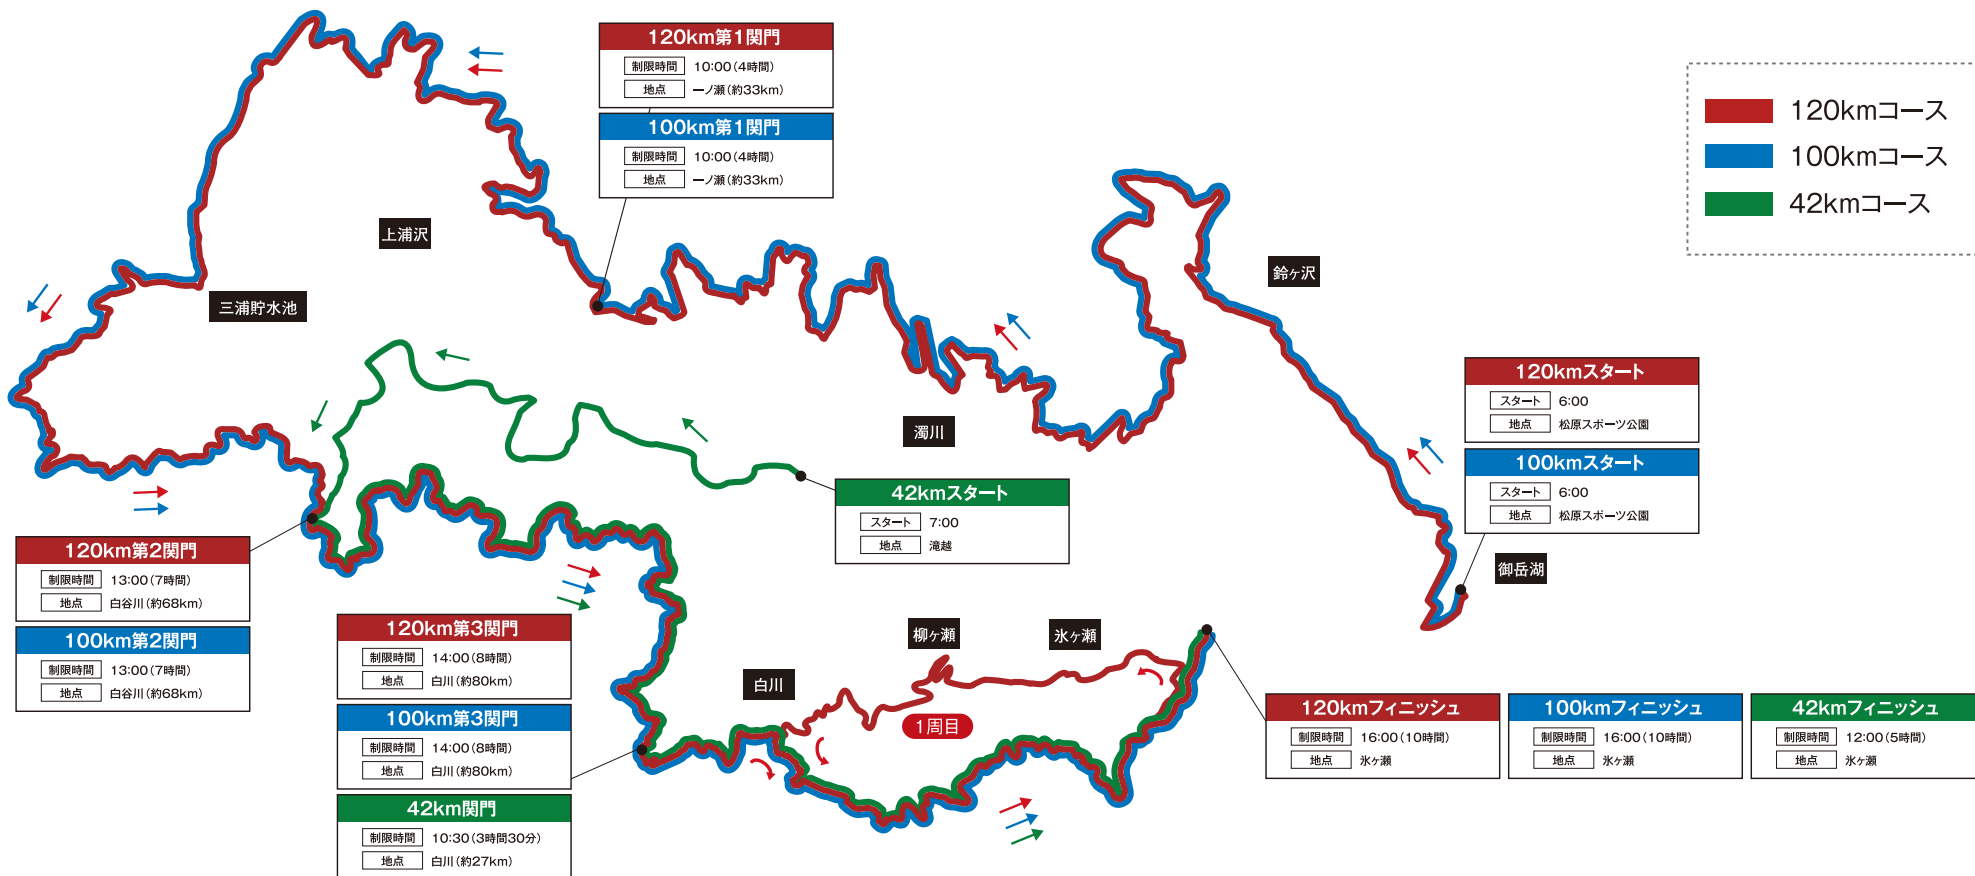 120km第1関門
制限時間 10:00(4時間)
地点 一ノ瀬(約33km)
100km第1関門
制限時間 10:00(4時間)
地点 一ノ瀬(約33km)
120kmコース
100kmコース
42kmコース
上浦沢
三浦貯水池
鈴ヶ沢
濁川
120kmスタート
スタート 6:00
地点 松原スポーツ公園
100kmスタート
スタート 6:00
地点 松原スポーツ公園
御岳湖
42kmスタート
スタート 7:00
地点 滝越
120km第2関門
制限時間 13:00(7時間)
地点 白谷川(約68km)
100km第2関門
制限時間 13:00(7時間)
地点 白谷川(約68km)
120km第3関門
制限時間 14:00(8時間)
地点 白川(約80km)
100km第3関門
制限時間 14:00(8時間)
地点 白川(約80km)
42km関門
制限時間 10:30(3時間30分)
地点 白川(約27km)
白川
柳ヶ瀬
氷ヶ瀬
1周目
120kmフィニッシュ
制限時間 16:00(10時間)
地点 氷ヶ瀬
100kmフィニッシュ
制限時間 16:00(10時間)
地点 氷ヶ瀬
42kmフィニッシュ
制限時間 12:00(5時間)
地点 氷ヶ瀬